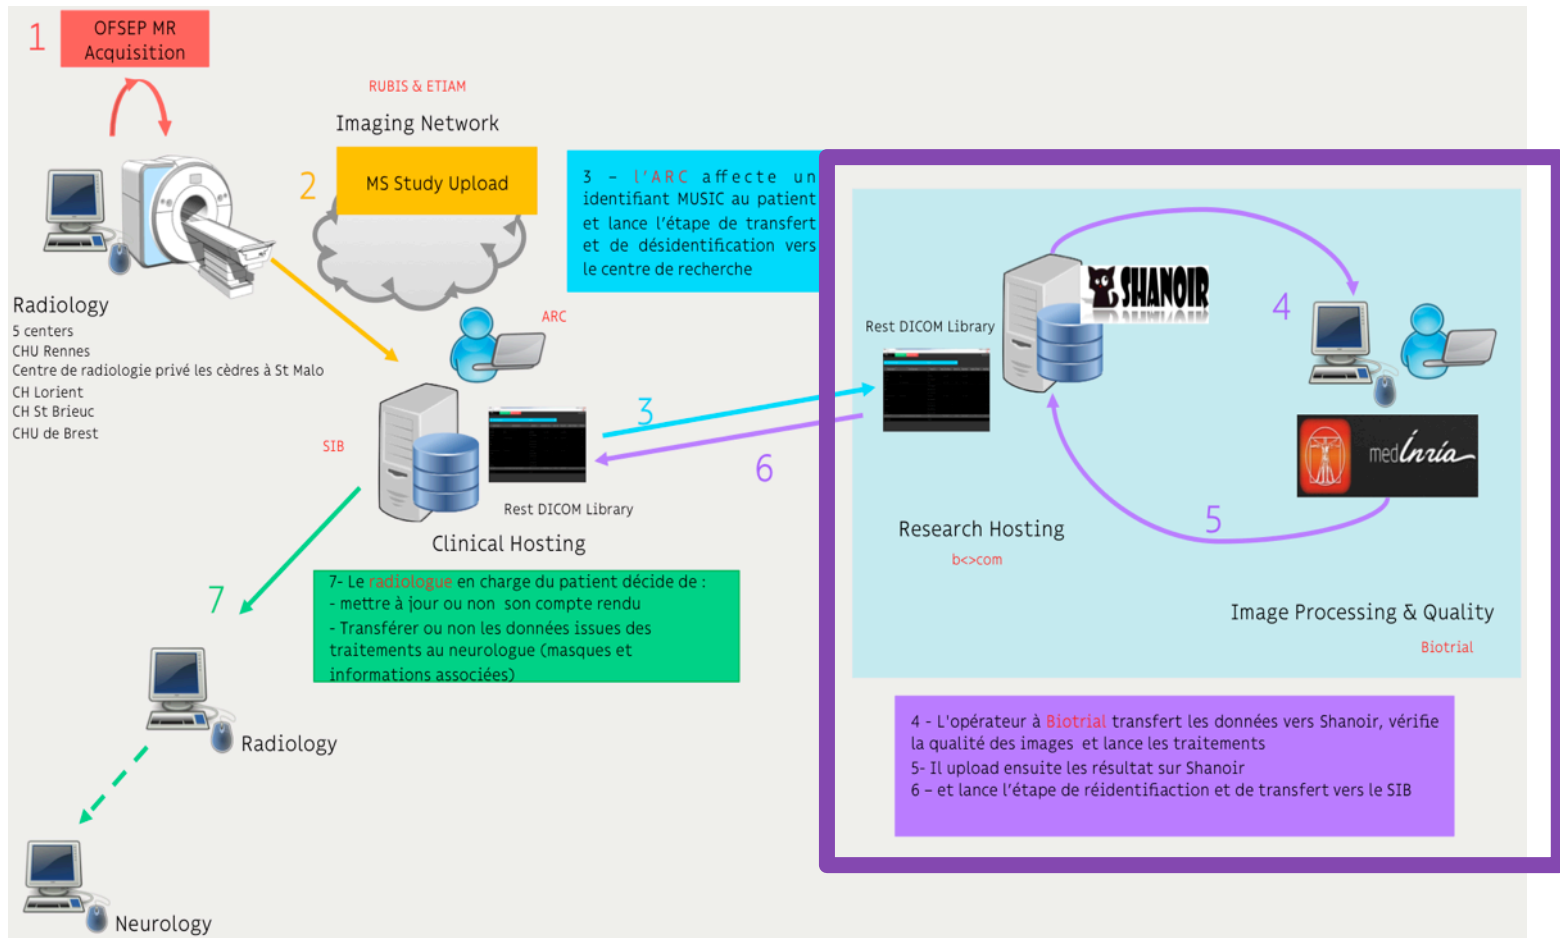 1
OFSEP MR
Acquisition
RUBIS & ETIAM
Imaging Network
2
MS Study Upload
3 – l'ARC affecte un
identifiant MUSIC au patient
et lance l'étape de transfert
et de désidentification vers
le centre de recherche
Radiology
5 centers
CHU Rennes
Centre de radiologie privé les cèdres à St Malo
CH Lorient
CH St Brieuc
CHU de Brest
ARC
SIB
3
6
Rest DICOM Library
Clinical Hosting
7
7- Le radiologue en charge du patient décide de :
- mettre à jour ou non son compte rendu
- Transférer ou non les données issues des
traitements au neurologue (masques et
informations associées)
Radiology
Neurology
SHANOIR
4
Rest DICOM Library
medInria
5
Research Hosting
b<>com
Image Processing & Quality
Biotrial
4 - L'opérateur à Biotrial transfert les données vers Shanoir, vérifie
la qualité des images et lance les traitements
5- Il upload ensuite les résultat sur Shanoir
6 – et lance l'étape de réidentifiaction et de transfert vers le SIB